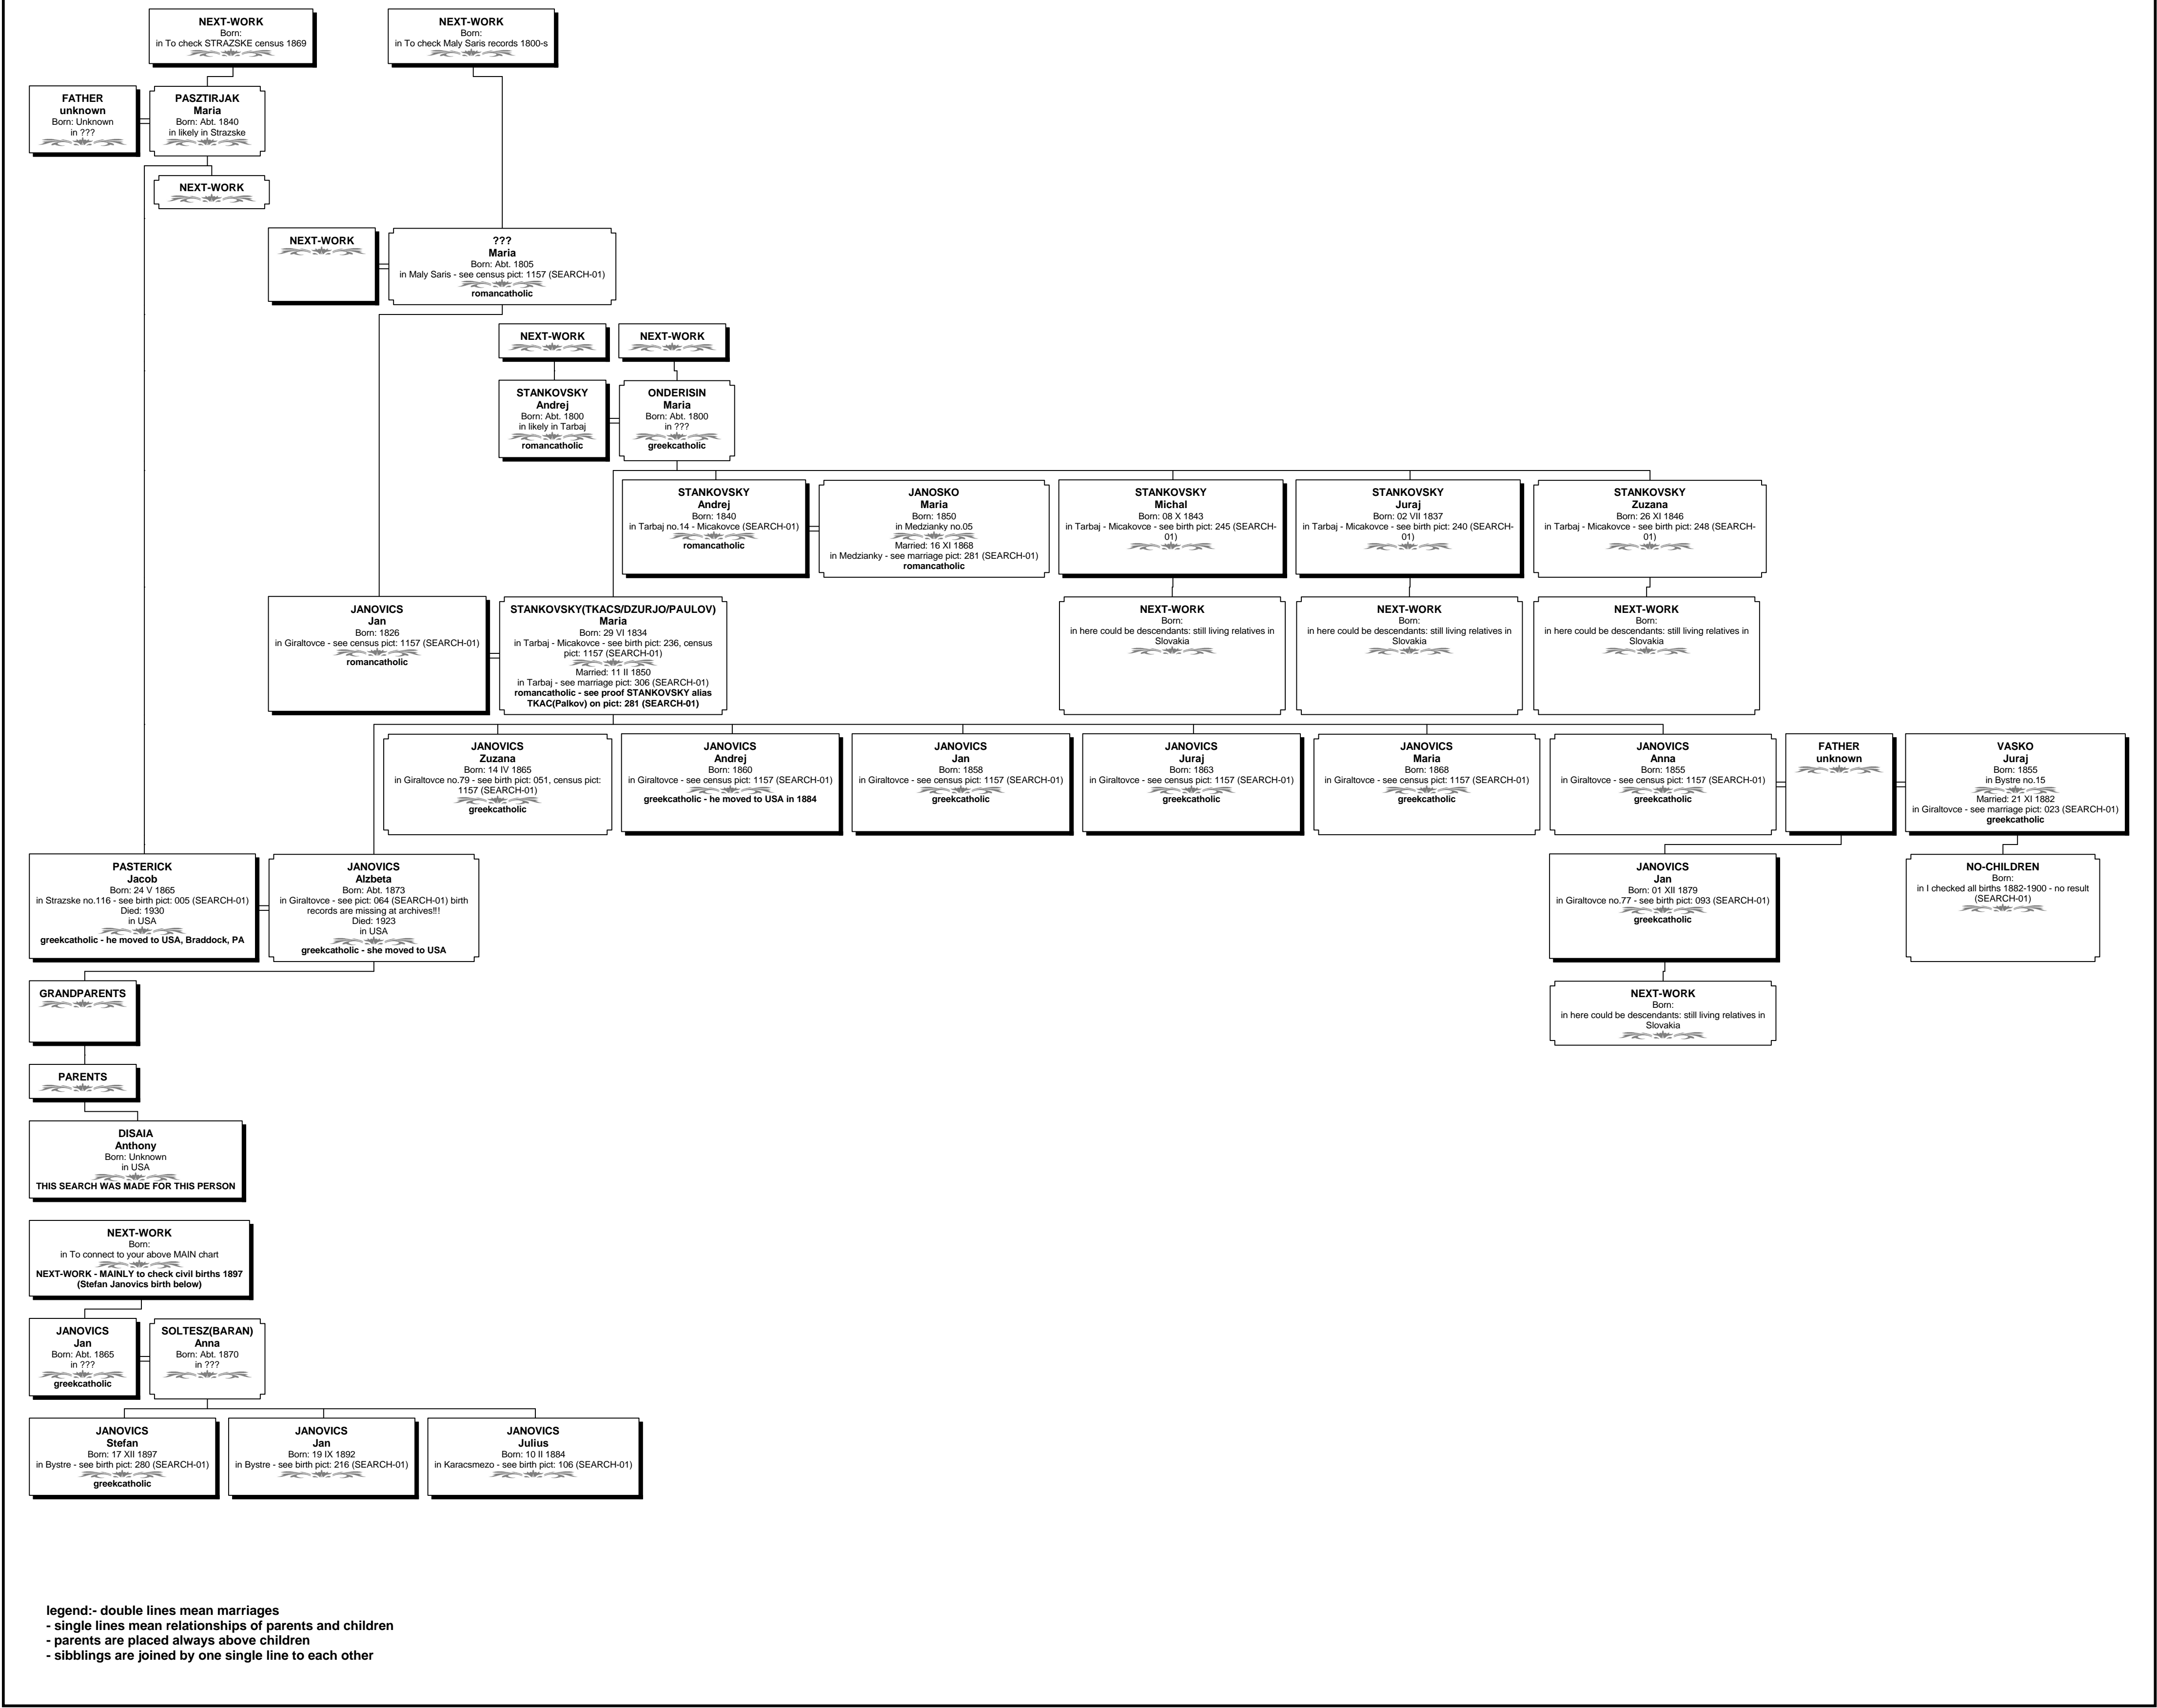 NEXT-WORK
Born:
in To check STRAZSKE census 1869
NEXT-WORK
Born:
in To check Maly Saris records 1800-s
FATHER
unknown
Born: Unknown
in ???
PASZTIRJAK
Maria
Born: Abt. 1840
in likely in Strazske
NEXT-WORK
NEXT-WORK
???
Maria
Born: Abt. 1805
in Maly Saris - see census pict: 1157 (SEARCH-01)
romancatholic
NEXT-WORK
NEXT-WORK
STANKOVSKY
Andrej
Born: Abt. 1800
in likely in Tarbaj
romancatholic
ONDERISIN
Maria
Born: Abt. 1800
in ???
greekcatholic
STANKOVSKY
Andrej
Born: 1840
in Tarbaj no.14 - Micakovce (SEARCH-01)
romancatholic
JANOSKO
Maria
Born: 1850
in Medzianky no.05
Married: 16 XI 1868
in Medzianky - see marriage pict: 281 (SEARCH-01)
romancatholic
STANKOVSKY
Michal
Born: 08 X 1843
in Tarbaj - Micakovce - see birth pict: 245 (SEARCH-
01)
STANKOVSKY
Juraj
Born: 02 VII 1837
in Tarbaj - Micakovce - see birth pict: 240 (SEARCH-
01)
STANKOVSKY
Zuzana
Born: 26 XI 1846
in Tarbaj - Micakovce - see birth pict: 248 (SEARCH-
01)
JANOVICS
Jan
Born: 1826
in Giraltovce - see census pict: 1157 (SEARCH-01)
romancatholic
STANKOVSKY(TKACS/DZURJO/PAULOV)
Maria
Born: 29 VI 1834
in Tarbaj - Micakovce - see birth pict: 236, census
pict: 1157 (SEARCH-01)
Married: 11 II 1850
in Tarbaj - see marriage pict: 306 (SEARCH-01)
romancatholic - see proof STANKOVSKY alias
TKAC(Palkov) on pict: 281 (SEARCH-01)
NEXT-WORK
Born:
in here could be descendants: still living relatives in
Slovakia
NEXT-WORK
Born:
in here could be descendants: still living relatives in
Slovakia
NEXT-WORK
Born:
in here could be descendants: still living relatives in
Slovakia
JANOVICS
Zuzana
Born: 14 IV 1865
in Giraltovce no.79 - see birth pict: 051, census pict:
1157 (SEARCH-01)
greekcatholic
JANOVICS
Andrej
Born: 1860
in Giraltovce - see census pict: 1157 (SEARCH-01)
greekcatholic - he moved to USA in 1884
JANOVICS
Jan
Born: 1858
in Giraltovce - see census pict: 1157 (SEARCH-01)
greekcatholic
JANOVICS
Juraj
Born: 1863
in Giraltovce - see census pict: 1157 (SEARCH-01)
greekcatholic
JANOVICS
Maria
Born: 1868
in Giraltovce - see census pict: 1157 (SEARCH-01)
greekcatholic
JANOVICS
Anna
Born: 1855
in Giraltovce - see census pict: 1157 (SEARCH-01)
greekcatholic
FATHER
unknown
VASKO
Juraj
Born: 1855
in Bystre no.15
Married: 21 XI 1882
in Giraltovce - see marriage pict: 023 (SEARCH-01)
greekcatholic
PASTERICK
Jacob
Born: 24 V 1865
in Strazske no.116 - see birth pict: 005 (SEARCH-01)
Died: 1930
in USA
greekcatholic - he moved to USA, Braddock, PA
JANOVICS
Alzbeta
Born: Abt. 1873
in Giraltovce - see pict: 064 (SEARCH-01) birth
records are missing at archives!!!
Died: 1923
in USA
greekcatholic - she moved to USA
JANOVICS
Jan
Born: 01 XII 1879
in Giraltovce no.77 - see birth pict: 093 (SEARCH-01)
greekcatholic
NO-CHILDREN
Born:
in I checked all births 1882-1900 - no result
(SEARCH-01)
GRANDPARENTS
NEXT-WORK
Born:
in here could be descendants: still living relatives in
Slovakia
PARENTS
DISAIA
Anthony
Born: Unknown
in USA
THIS SEARCH WAS MADE FOR THIS PERSON
NEXT-WORK
Born:
in To connect to your above MAIN chart
NEXT-WORK - MAINLY to check civil births 1897
(Stefan Janovics birth below)
JANOVICS
Jan
Born: Abt. 1865
in ???
greekcatholic
SOLTESZ(BARAN)
Anna
Born: Abt. 1870
in ???
JANOVICS
Stefan
Born: 17 XII 1897
in Bystre - see birth pict: 280 (SEARCH-01)
greekcatholic
JANOVICS
Jan
Born: 19 IX 1892
in Bystre - see birth pict: 216 (SEARCH-01)
JANOVICS
Julius
Born: 10 II 1884
in Karacsmezo - see birth pict: 106 (SEARCH-01)
legend:- double lines mean marriages
- single lines mean relationships of parents and children
- parents are placed always above children
- sibblings are joined by one single line to each other